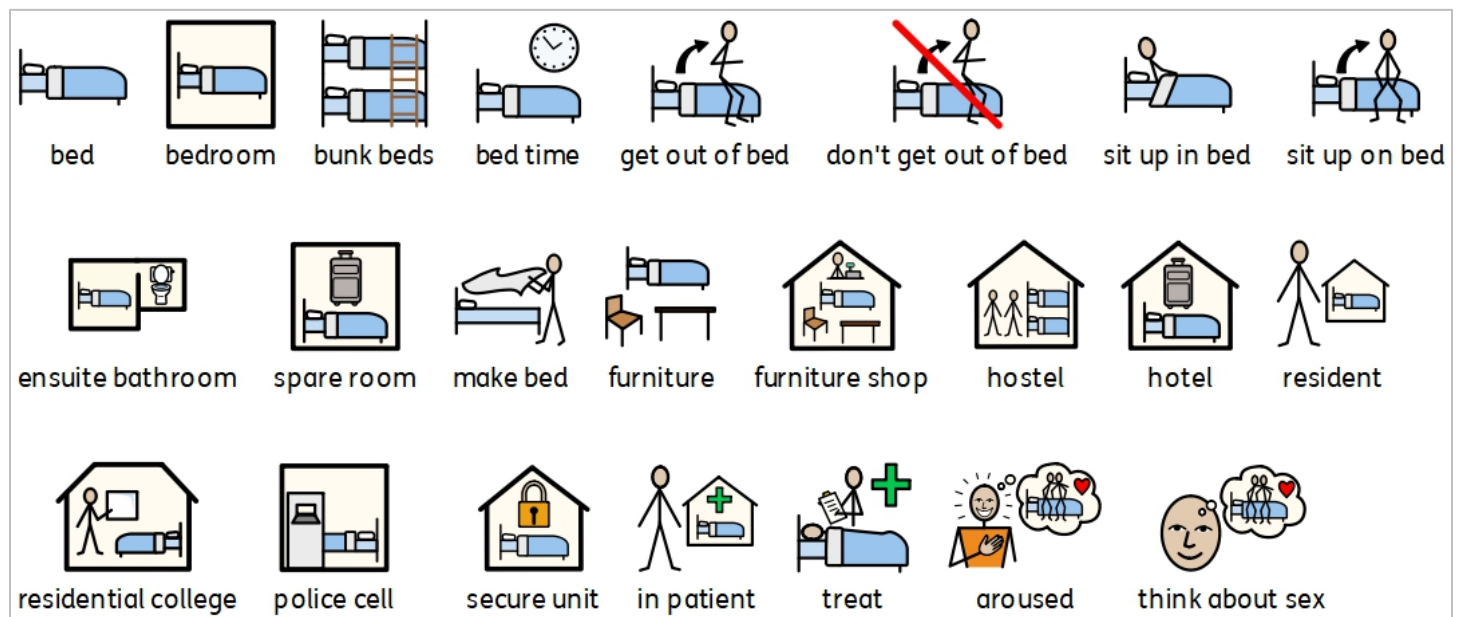 bed bedroom bunk beds bed time get out of bed don't get out of bed sit up in bed sit up on bed
ensuite bathroom spare room make bed furniture furniture shop hostel hotel resident
residential college police cell secure unit in patient treat aroused think about sex